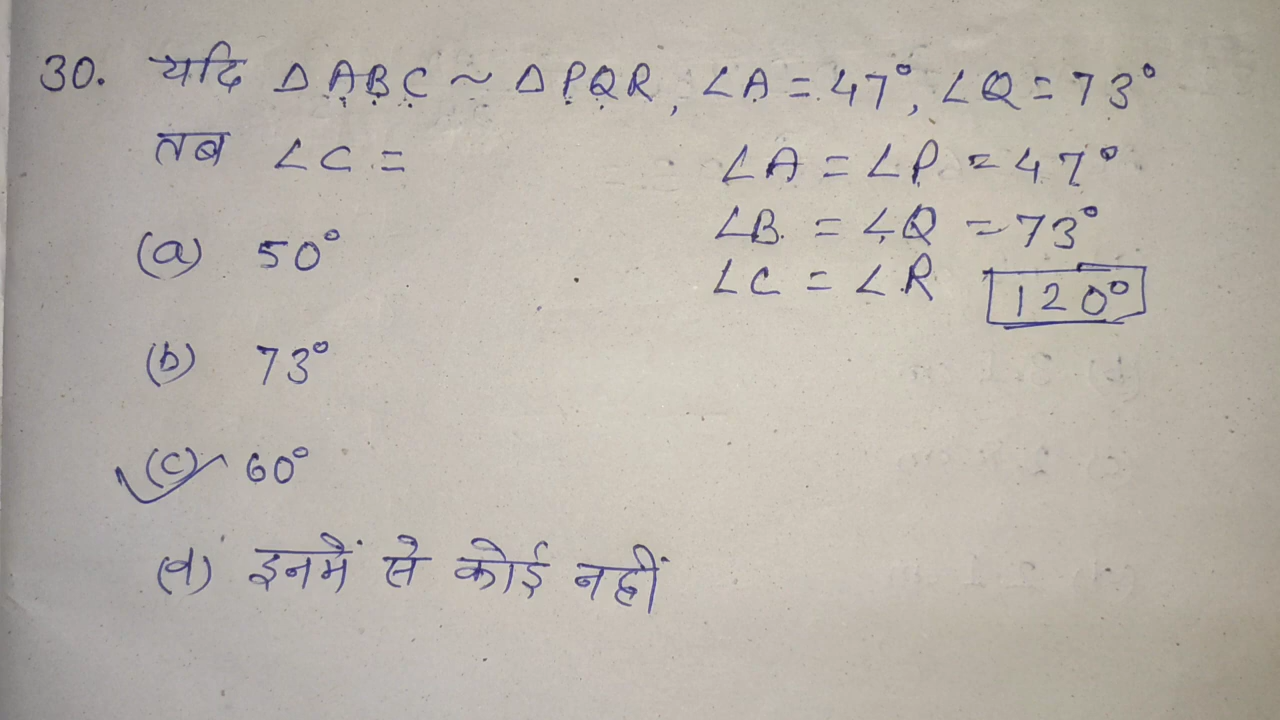 30. यदि △ABC ~ △PQR, ∠A = 47°, ∠Q = 73°
तब ∠C =
∠A = ∠P = 47°
∠B = ∠Q = 73°
∠C = ∠R 120°
(a) 50°
(b) 73°
(c) 60°
(d) इनमें से कोई नहीं